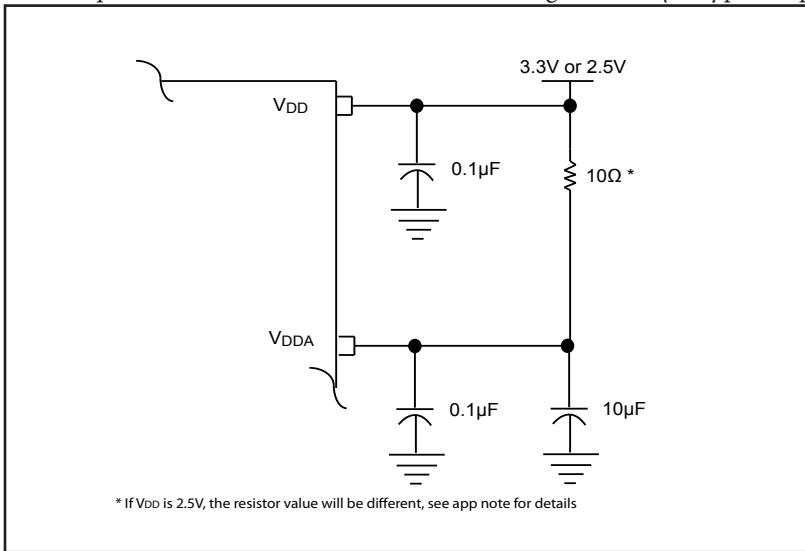 3.3V or 2.5V
VDD
0.1µF
10Ω *
VDDA
0.1µF
10µF
* If VDD is 2.5V, the resistor value will be different, see app note for details